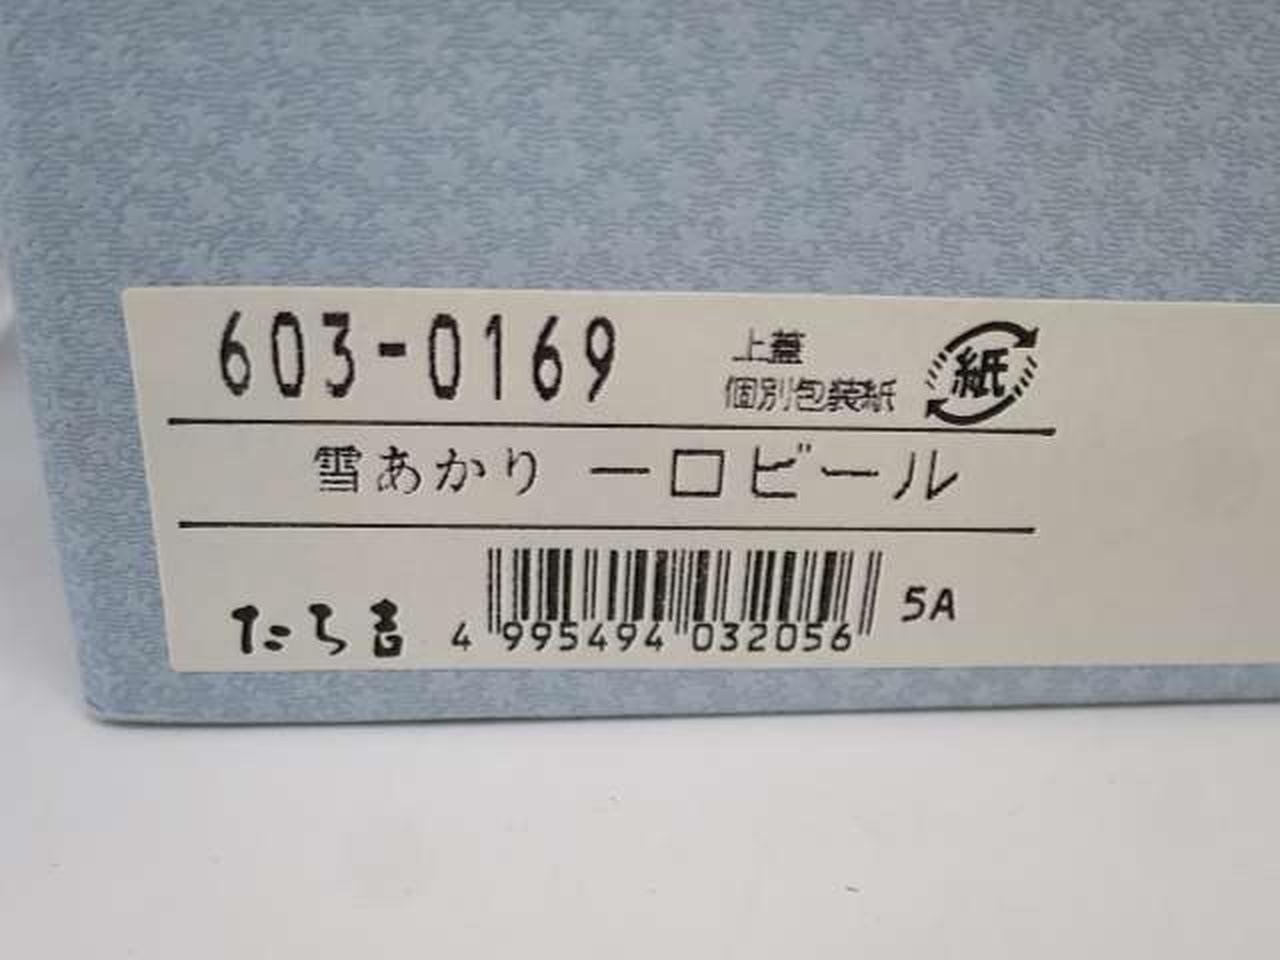 603-0169
上蓋
個別包装紙
紙
雪あかり 一口ビール
たち吉
4 995494 032056
5A